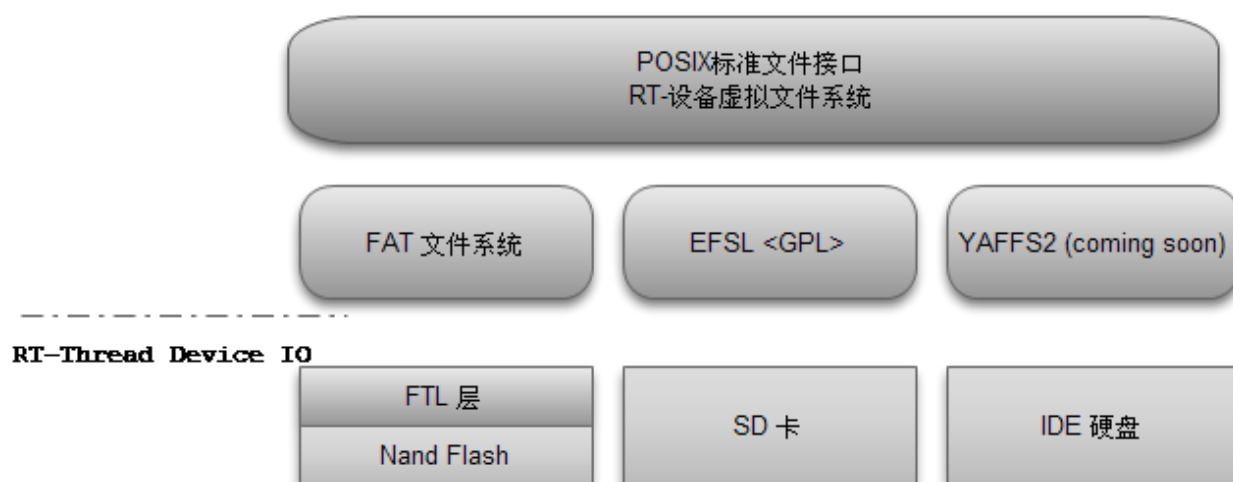 POSIX标准文件接口
RT-设备虚拟文件系统
FAT 文件系统
EFSL <GPL>
YAFFS2 (coming soon)
RT-Thread Device IO
FTL 层
Nand Flash
SD 卡
IDE 硬盘